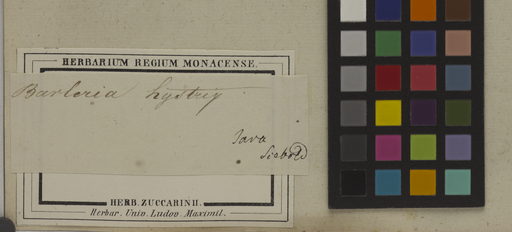 HERBARIUM REGIUM MONACENSE.
Barleria hystrix
Java
Siebold
HERB. ZUCCARINII.
Herbar. Univ. Ludov. Maximil.